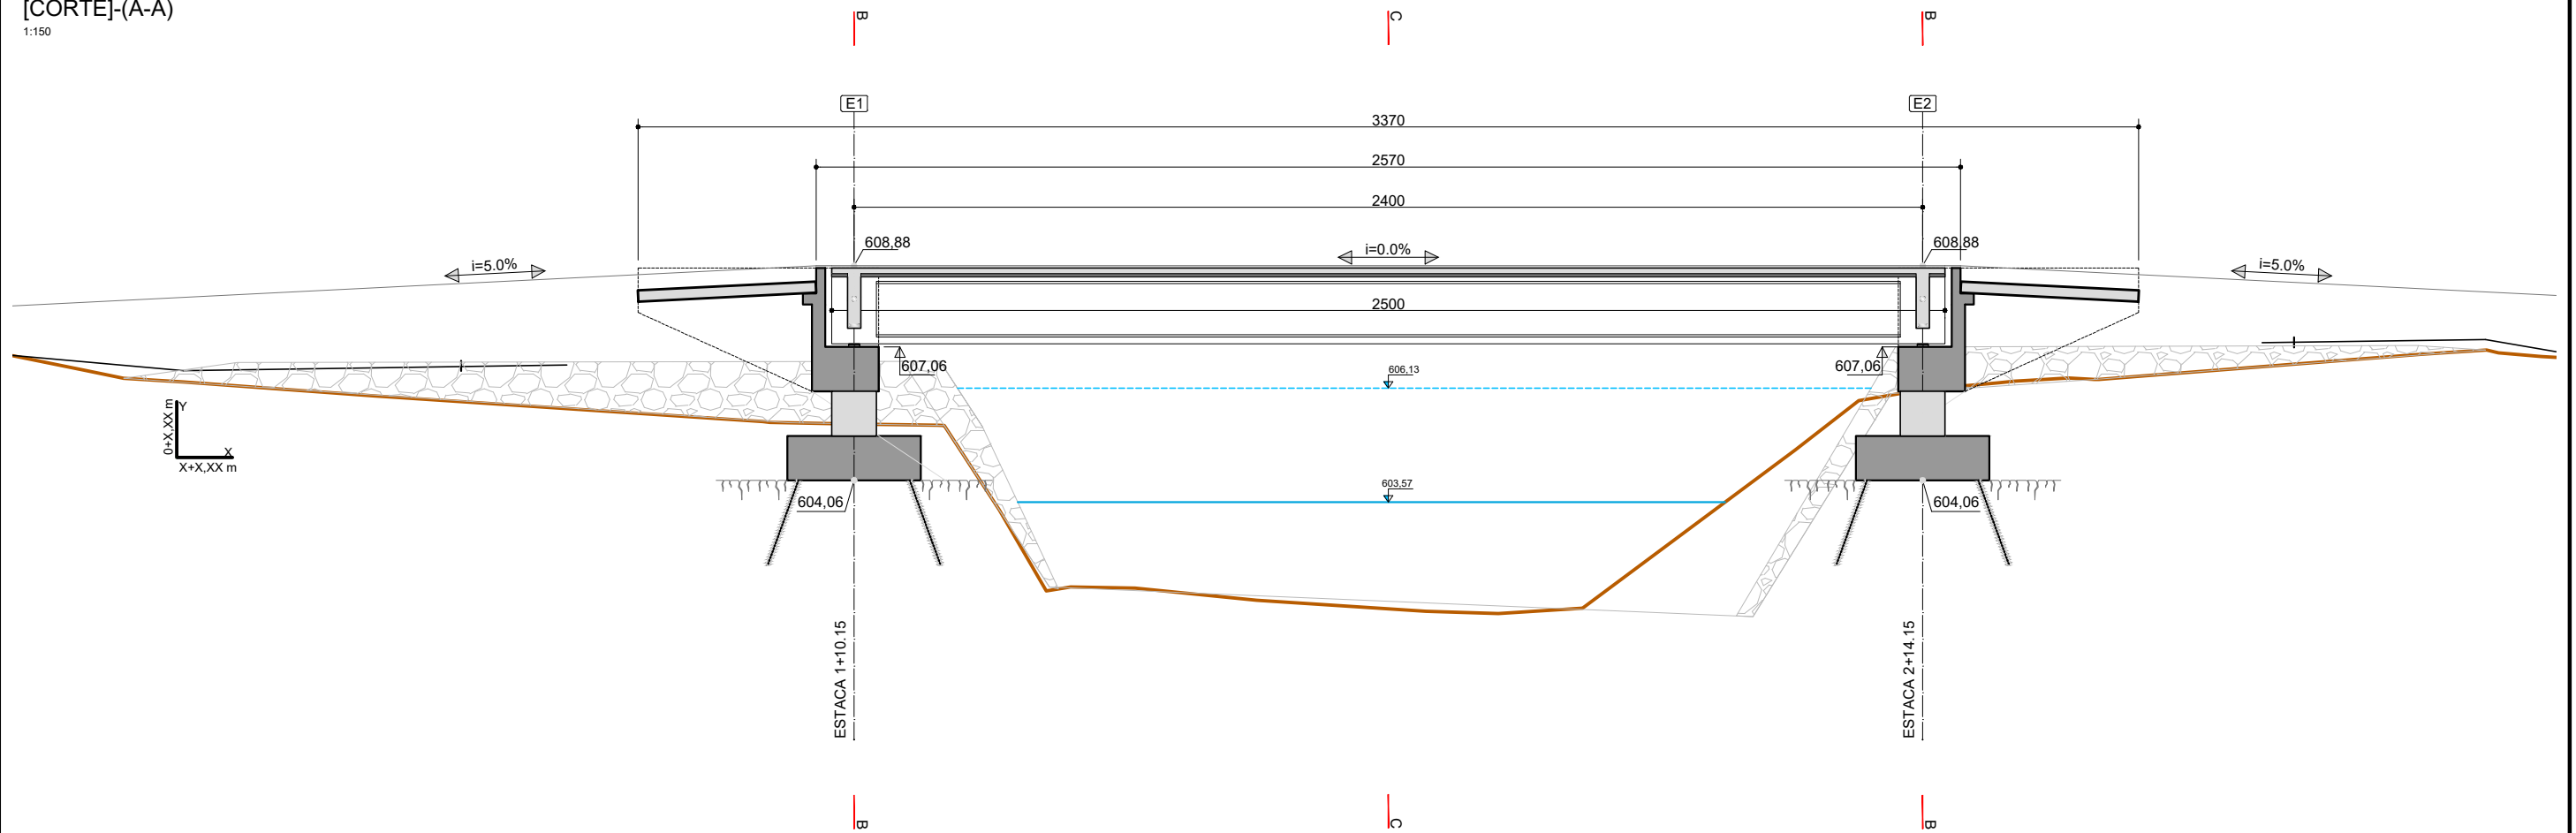 [CORTE]-(A-A)
1:150
B
C
B
E1
E2
3370
2570
2400
608,88
i=0.0%
608,88
i=5.0%
i=5.0%
2500
607,06
606,13
607,06
0+X,XX m
Y
X
X+X,XX m
603,57
604,06
604,06
ESTACA 1+10.15
ESTACA 2+14.15
B
C
B